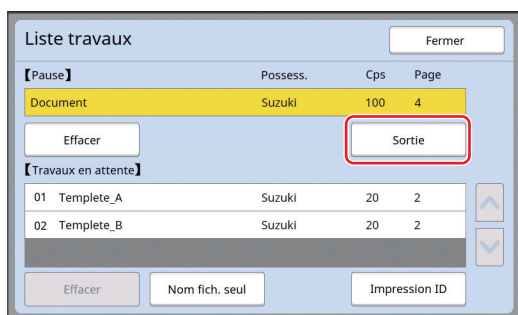 Liste travaux Fermer
【Pause】 Possess. Cps Page
Document Suzuki 100 4
Effacer Sortie
【Travaux en attente】
01 Templete_A Suzuki 20 2
02 Templete_B Suzuki 20 2
Effacer Nom fich. seul Impression ID